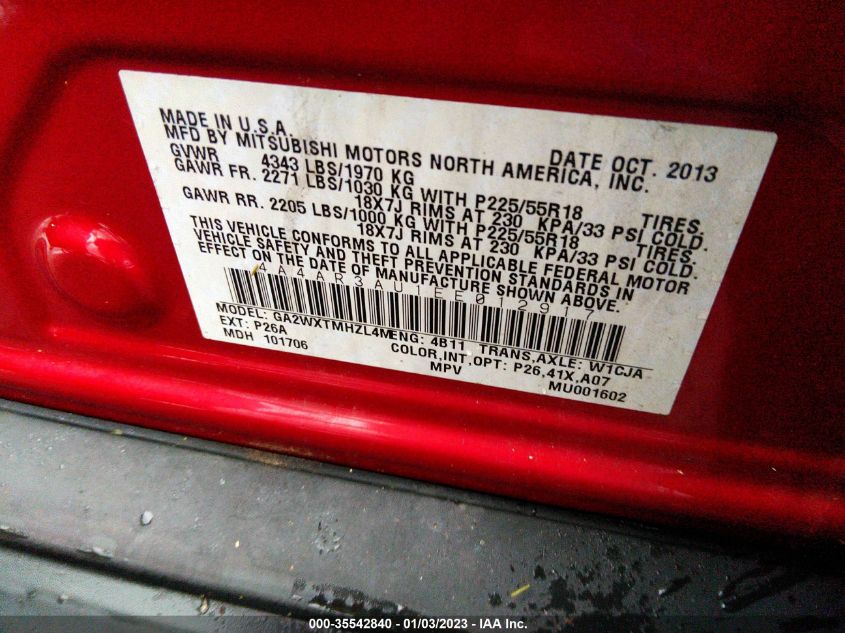 MADE IN U.S.A. DATE OCT. 2013
MFD BY MITSUBISHI MOTORS NORTH AMERICA, INC.
GVWR 4343 LBS/1970 KG
GAWR FR. 2271 LBS/1030 KG WITH P225/55R18 TIRES.
18X7J RIMS AT 230 KPA/33 PSI COLD.
GAWR RR. 2205 LBS/1000 KG WITH P225/55R18 TIRES.
18X7J RIMS AT 230 KPA/33 PSI COLD.
THIS VEHICLE CONFORMS TO ALL APPLICABLE FEDERAL MOTOR
VEHICLE SAFETY AND THEFT PREVENTION STANDARDS IN
EFFECT ON THE DATE OF MANUFACTURE SHOWN ABOVE.
4A4AR3AU1EE012917
MODEL: GA2WXTMHZL4M ENG: 4B11 TRANS,AXLE: W1CJA
EXT: P26A COLOR,INT,OPT: P26,41X,A07
MDH 101706 MPV MU001602
000-35542840 - 01/03/2023 - IAA Inc.